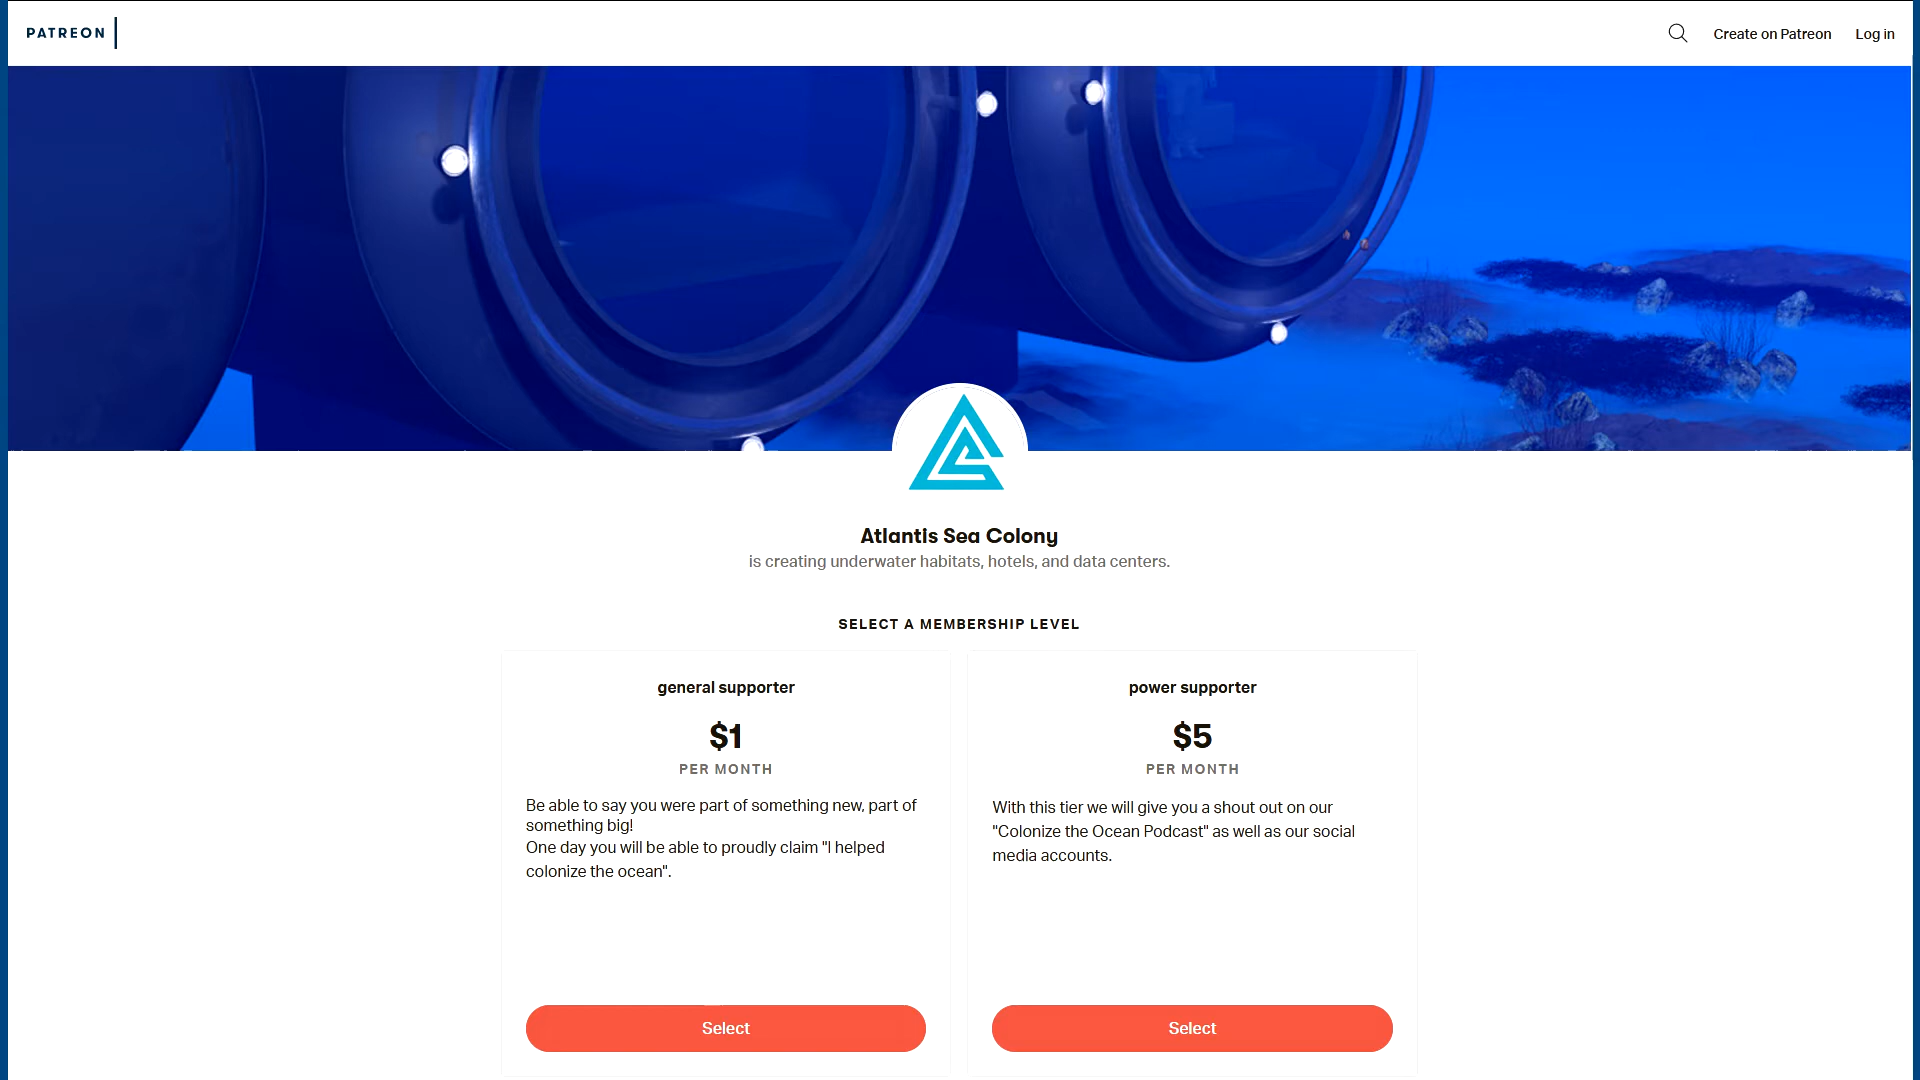 PATREON
Create on Patreon
Log in
Atlantis Sea Colony
is creating underwater habitats, hotels, and data centers.
SELECT A MEMBERSHIP LEVEL
general supporter
$1
PER MONTH
Be able to say you were part of something new, part of
something big!
One day you will be able to proudly claim "I helped
colonize the ocean".
Select
power supporter
$5
PER MONTH
With this tier we will give you a shout out on our
"Colonize the Ocean Podcast" as well as our social
media accounts.
Select